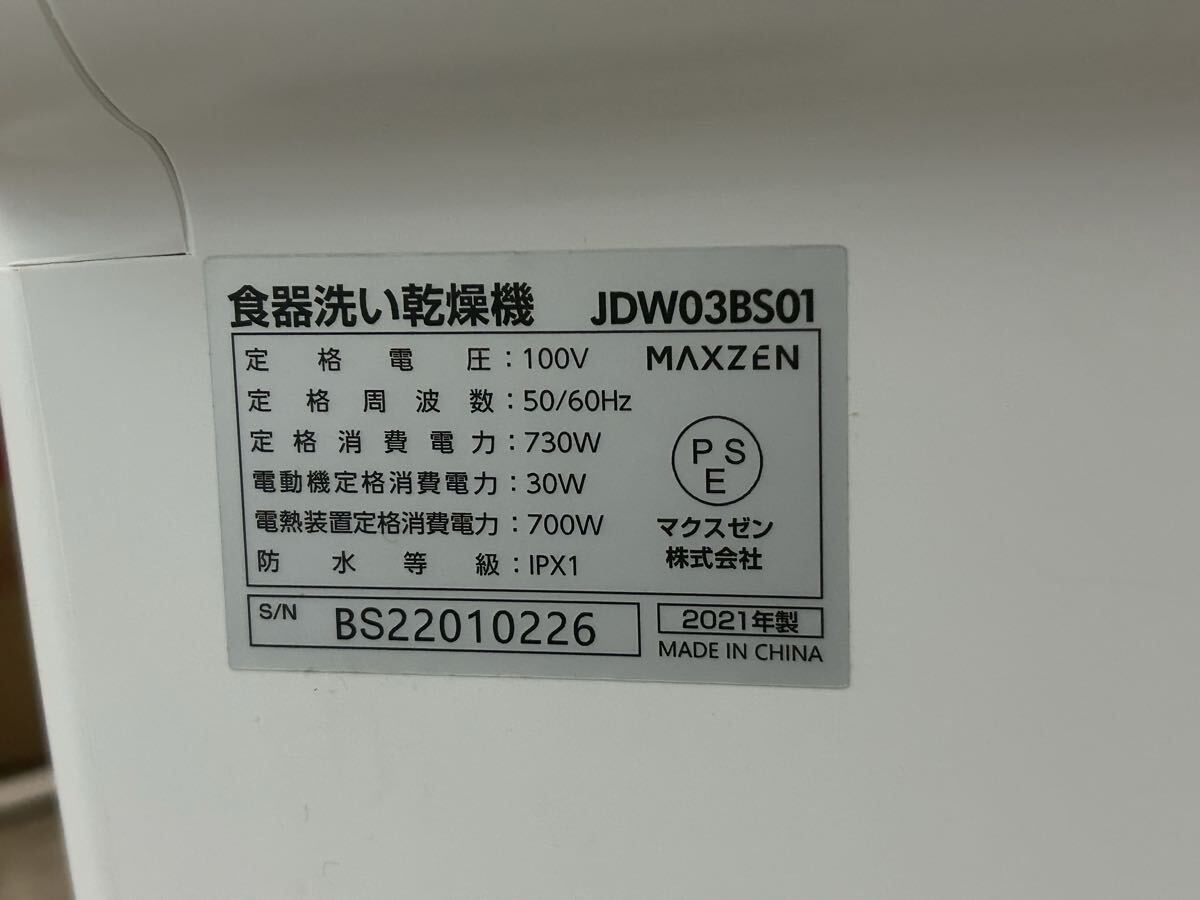 食器洗い乾燥機 JDW03BS01
定格電圧：100V MAXZEN
定格周波数：50/60Hz
定格消費電力：730W
電動機定格消費電力：30W
電熱装置定格消費電力：700W
防水等級：IPX1
PSE
マクスゼン
株式会社
S/N BS22010226
2021年製
MADE IN CHINA